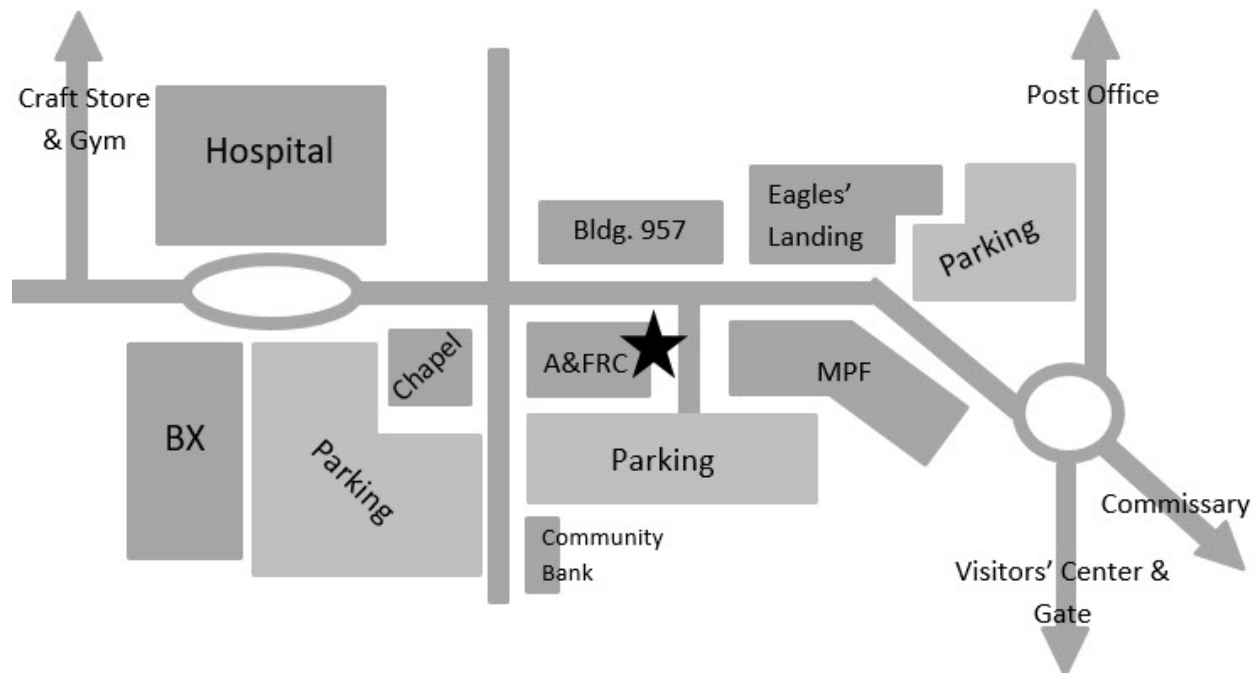 Craft Store
& Gym
Hospital
Post Office
Bldg. 957
Eagles’
Landing
Parking
Chapel
A&FRC
MPF
BX
Parking
Parking
Community
Bank
Commissary
Visitors’ Center &
Gate